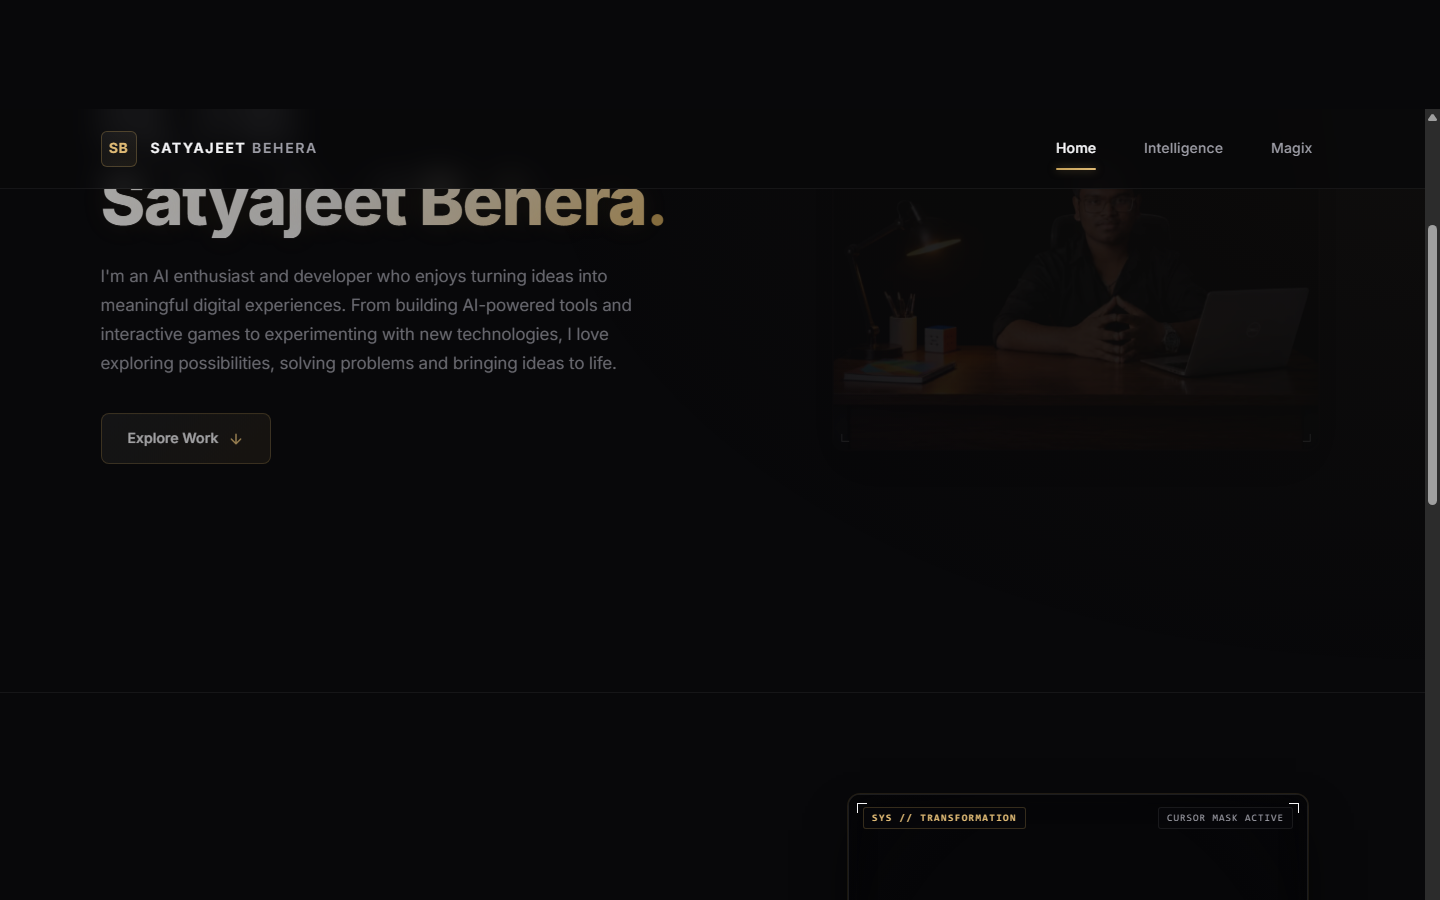 SB SATYAJEET BEHERA Home Intelligence Magix
Satyajeet Behera.
I'm an AI enthusiast and developer who enjoys turning ideas into
meaningful digital experiences. From building AI-powered tools and
interactive games to experimenting with new technologies, I love
exploring possibilities, solving problems and bringing ideas to life.
Explore Work
SYS // TRANSFORMATION CURSOR MASK ACTIVE